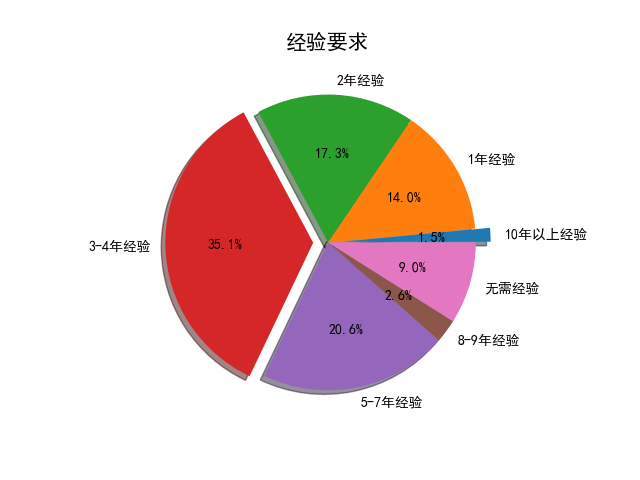 经验要求
2年经验
17.3%
1年经验
14.0%
10年以上经验
1.5%
3-4年经验
35.1%
9.0%
无需经验
2.6%
8-9年经验
20.6%
5-7年经验